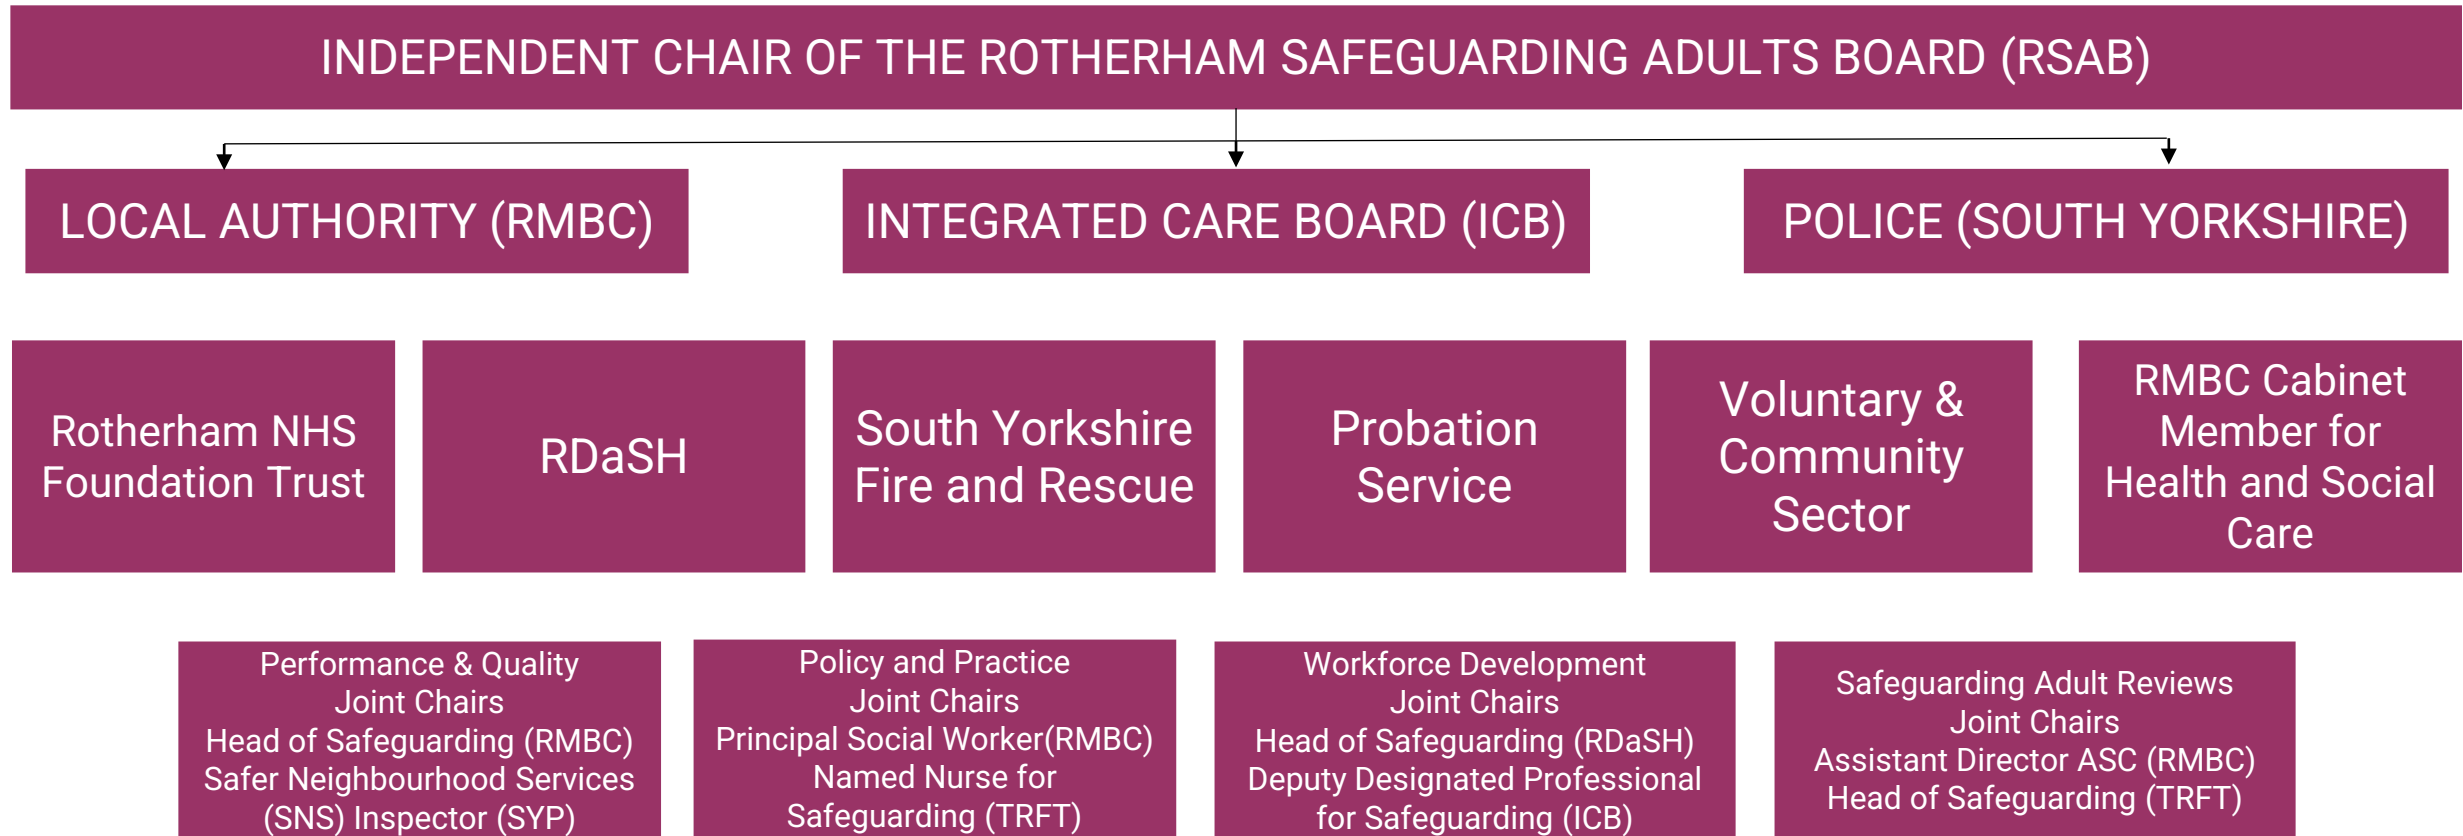 INDEPENDENT CHAIR OF THE ROTHERHAM SAFEGUARDING ADULTS BOARD (RSAB)
LOCAL AUTHORITY (RMBC)
INTEGRATED CARE BOARD (ICB)
POLICE (SOUTH YORKSHIRE)
Rotherham NHS
Foundation Trust
RDaSH
South Yorkshire
Fire and Rescue
Probation
Service
Voluntary &
Community
Sector
RMBC Cabinet
Member for
Health and Social
Care
Performance & Quality
Joint Chairs
Head of Safeguarding (RMBC)
Safer Neighbourhood Services
(SNS) Inspector (SYP)
Policy and Practice
Joint Chairs
Principal Social Worker(RMBC)
Named Nurse for
Safeguarding (TRFT)
Workforce Development
Joint Chairs
Head of Safeguarding (RDaSH)
Deputy Designated Professional
for Safeguarding (ICB)
Safeguarding Adult Reviews
Joint Chairs
Assistant Director ASC (RMBC)
Head of Safeguarding (TRFT)